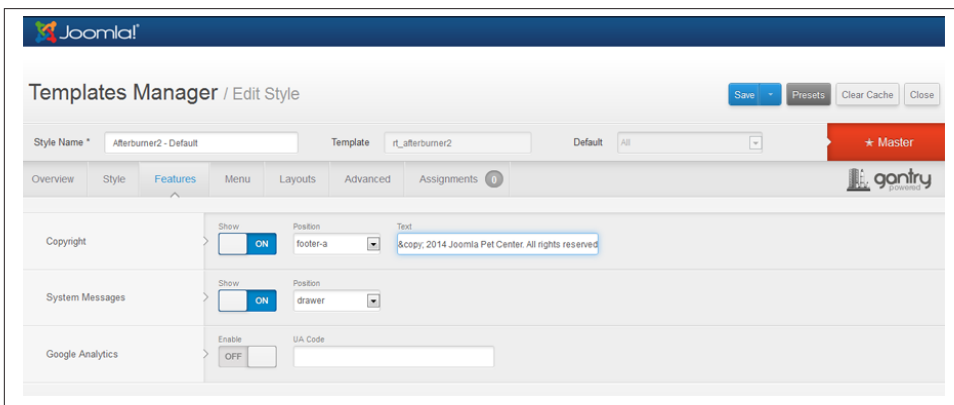 Joomla!
Templates Manager / Edit Style
Save Presets Clear Cache Close
Style Name * Afterburner2 - Default Template rt_afterburner2 Default All ★ Master
Overview Style Features Menu Layouts Advanced Assignments 0 gantry powered
Show Position Text
Copyright ON footer-a &copy; 2014 Joomla Pet Center. All rights reserved
Show Position
System Messages ON drawer
Enable UA Code
Google Analytics OFF